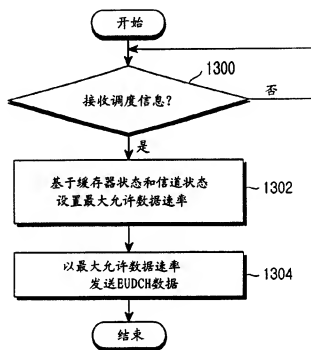 开始
1300
接收调度信息?
否
是
基于缓存器状态和信道状态
设置最大允许数据速率
1302
以最大允许数据速率
发送EUDCH数据
1304
结束